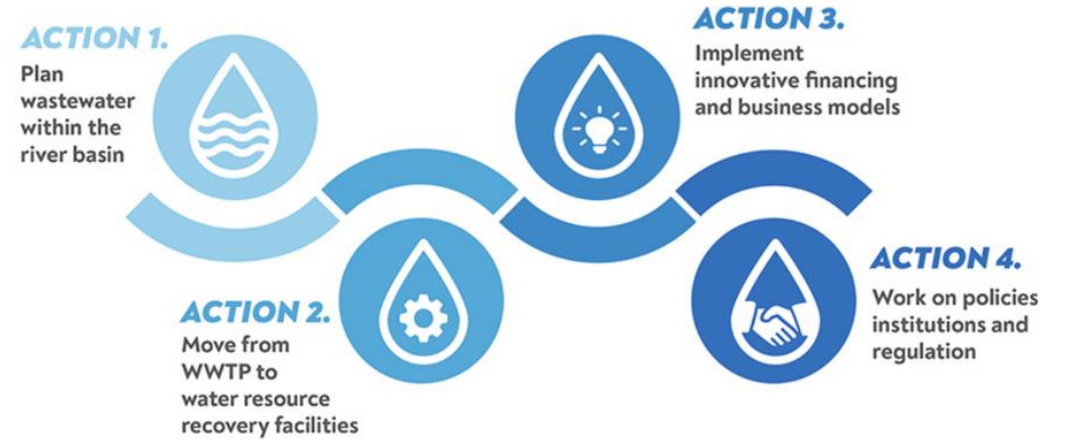 ACTION 1.
Plan
wastewater
within the
river basin
ACTION 2.
Move from
WWTP to
water resource
recovery facilities
ACTION 3.
Implement
innovative financing
and business models
ACTION 4.
Work on policies
institutions and
regulation